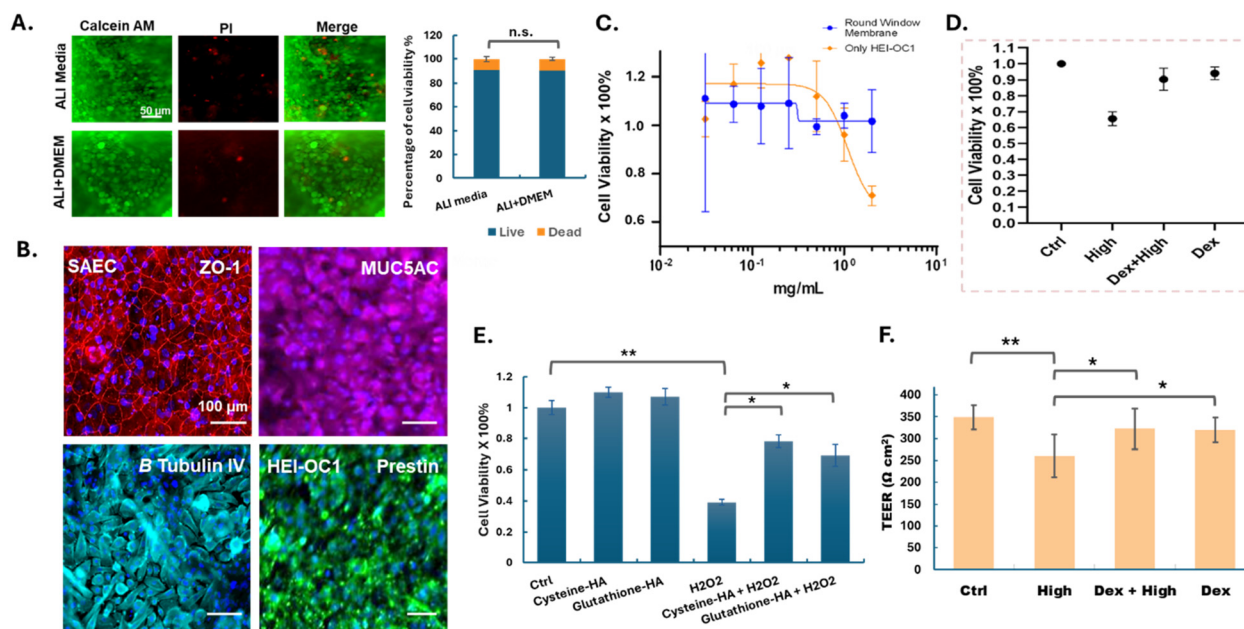 A.
Calcein AM
PI
Merge
ALI Media
50 µm
ALI+DMEM
n.s.
Percentage of cell viability %
120
100
80
60
40
20
0
ALI media
ALI+DMEM
Live
Dead
B.
SAEC
ZO-1
100 µm
MUC5AC
B Tubulin IV
HEI-OC1
Prestin
C.
Round Window
Membrane
Only HEI-OC1
Cell Viability x 100%
1.2
1.0
0.8
0.6
10-2
10-1
100
101
mg/mL
D.
Cell Viability x 100%
1.1
1.0
0.9
0.8
0.7
0.6
0.5
0.4
0.3
0.2
0.1
Ctrl
High
Dex+High
Dex
E.
**
*
*
Cell Viability X 100%
1.2
1
0.8
0.6
0.4
0.2
0
Ctrl
Cysteine-HA
Glutathione-HA
H2O2
Cysteine-HA + H2O2
Glutathione-HA + H2O2
F.
**
*
*
TEER (Ω cm²)
400
350
300
250
200
150
100
50
0
Ctrl
High
Dex + High
Dex